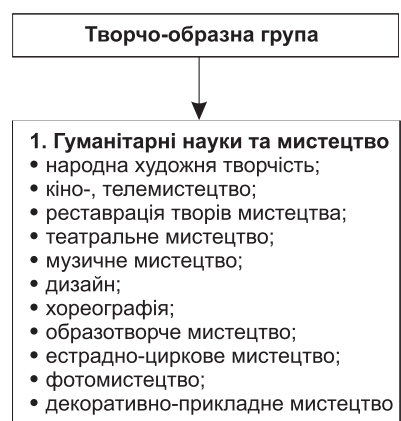 Творчо-образна група
1. Гуманітарні науки та мистецтво
• народна художня творчість;
• кіно-, телемистецтво;
• реставрація творів мистецтва;
• театральне мистецтво;
• музичне мистецтво;
• дизайн;
• хореографія;
• образотворче мистецтво;
• естрадно-циркове мистецтво;
• фотомистецтво;
• декоративно-прикладне мистецтво